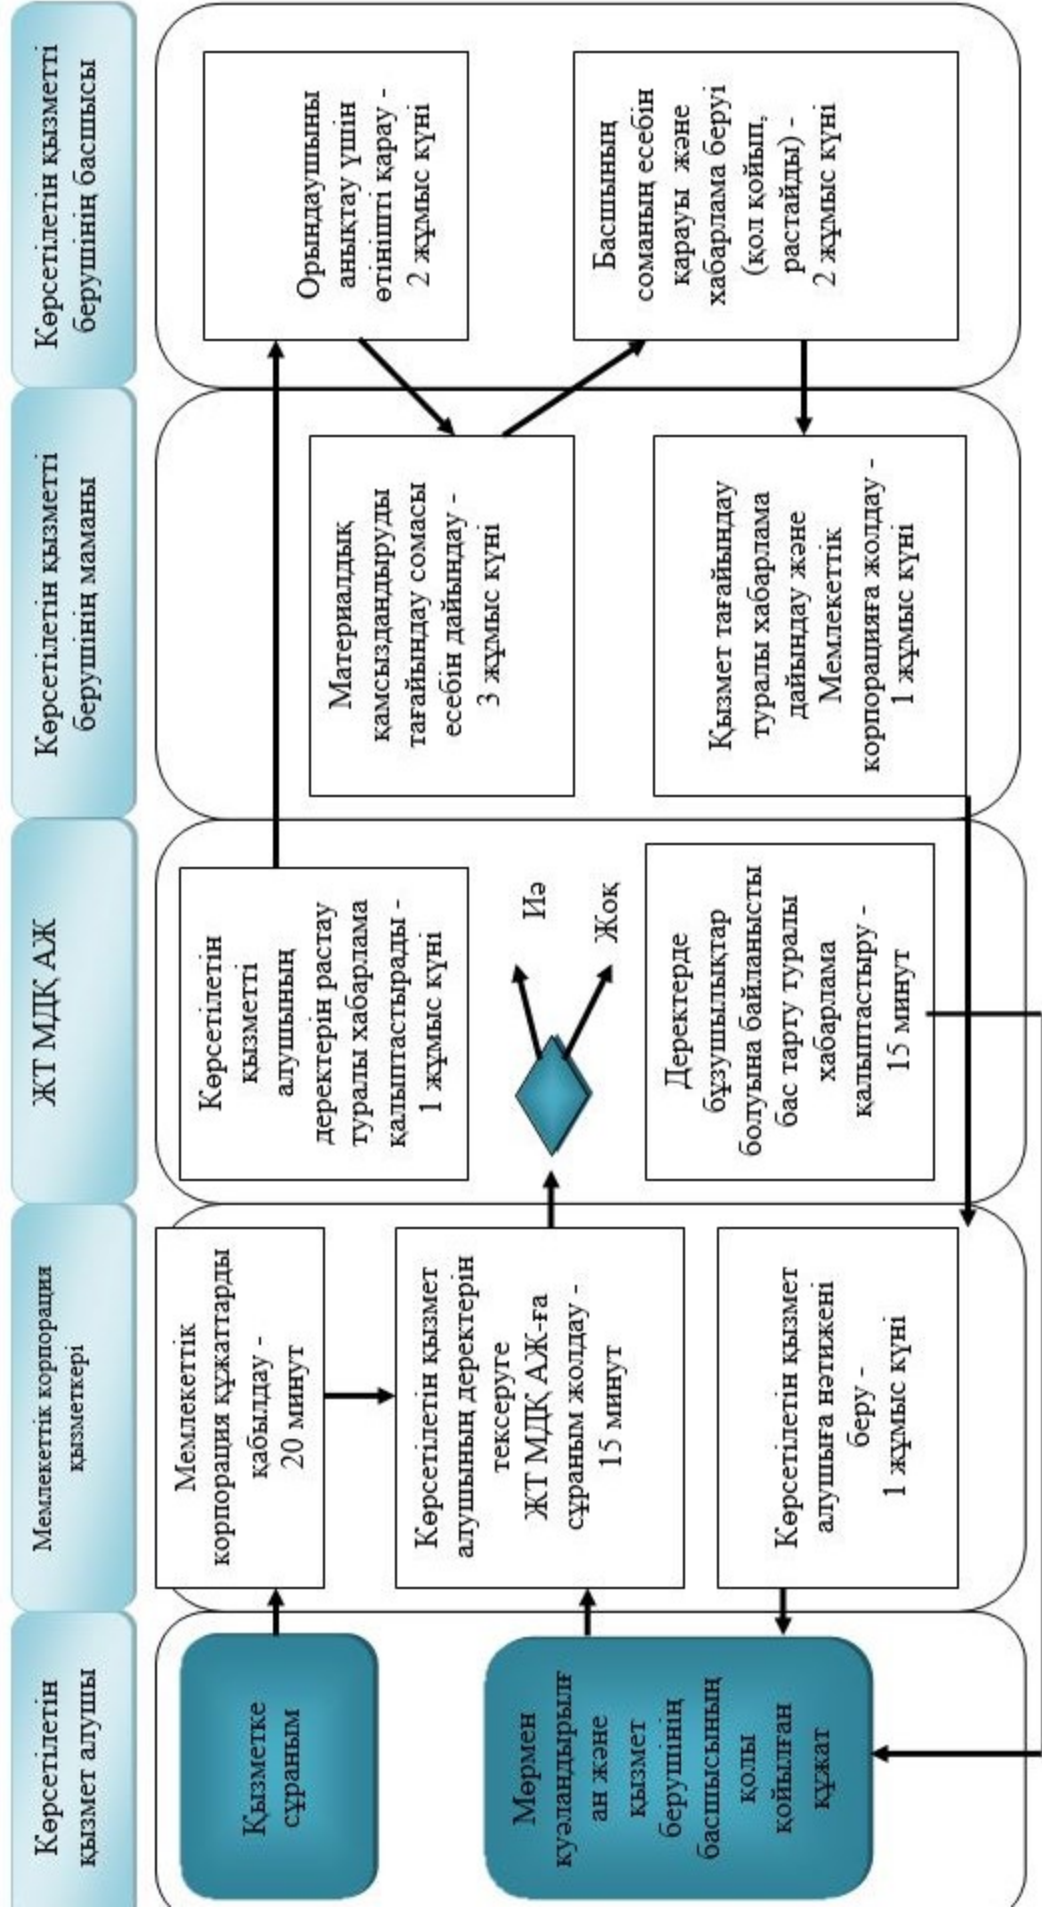 Көрсетілетін
қызмет алушы
Мемлекеттік корпорация
қызметкері
ЖТ МДҚ АЖ
Көрсетілетін қызметті
берушінің маманы
Көрсетілетін қызметті
берушінің басшысы
Қызметке
сұраным
Мөрмен
куәландырылғ
ан және
қызмет
берушінің
басшысының
қолы
қойылған
құжат
Мемлекеттік
корпорация құжаттарды
қабылдау -
20 минут
Көрсетілетін қызмет
алушының деректерін
тексеруге
ЖТ МДҚ АЖ-ға
сұраным жолдау -
15 минут
Көрсетілетін қызмет
алушыға нәтижені
беру -
1 жұмыс күні
Көрсетілетін
қызметті
алушының
деректерін растау
туралы хабарлама
қалыптастырады -
1 жұмыс күні
Иә
Жоқ
Деректерде
бұзушылықтар
болуына байланысты
бас тарту туралы
хабарлама
қалыптастыру -
15 минут
Материалдық
қамсыздандыруды
тағайындау сомасы
есебін дайындау -
3 жұмыс күні
Қызмет тағайындау
туралы хабарлама
дайындау және
Мемлекеттік
корпорацияға жолдау -
1 жұмыс күні
Орындаушыны
анықтау үшін
өтінішті қарау -
2 жұмыс күні
Басшының
соманың есебін
қарауы және
хабарлама беруі
(қол қойып,
растайды) -
2 жұмыс күні